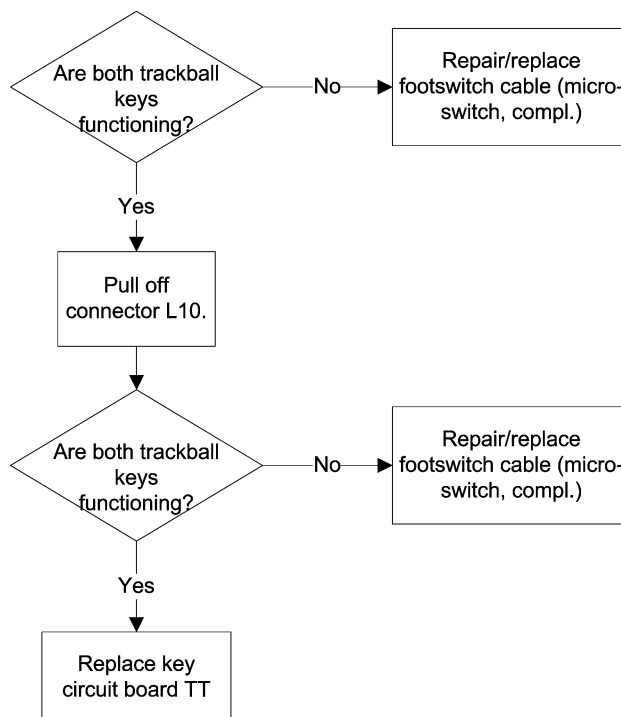 Are both trackball
keys
functioning?
No
Repair/replace
footswitch cable (micro-
switch, compl.)
Yes
Pull off
connector L10.
Are both trackball
keys
functioning?
No
Repair/replace
footswitch cable (micro-
switch, compl.)
Yes
Replace key
circuit board TT